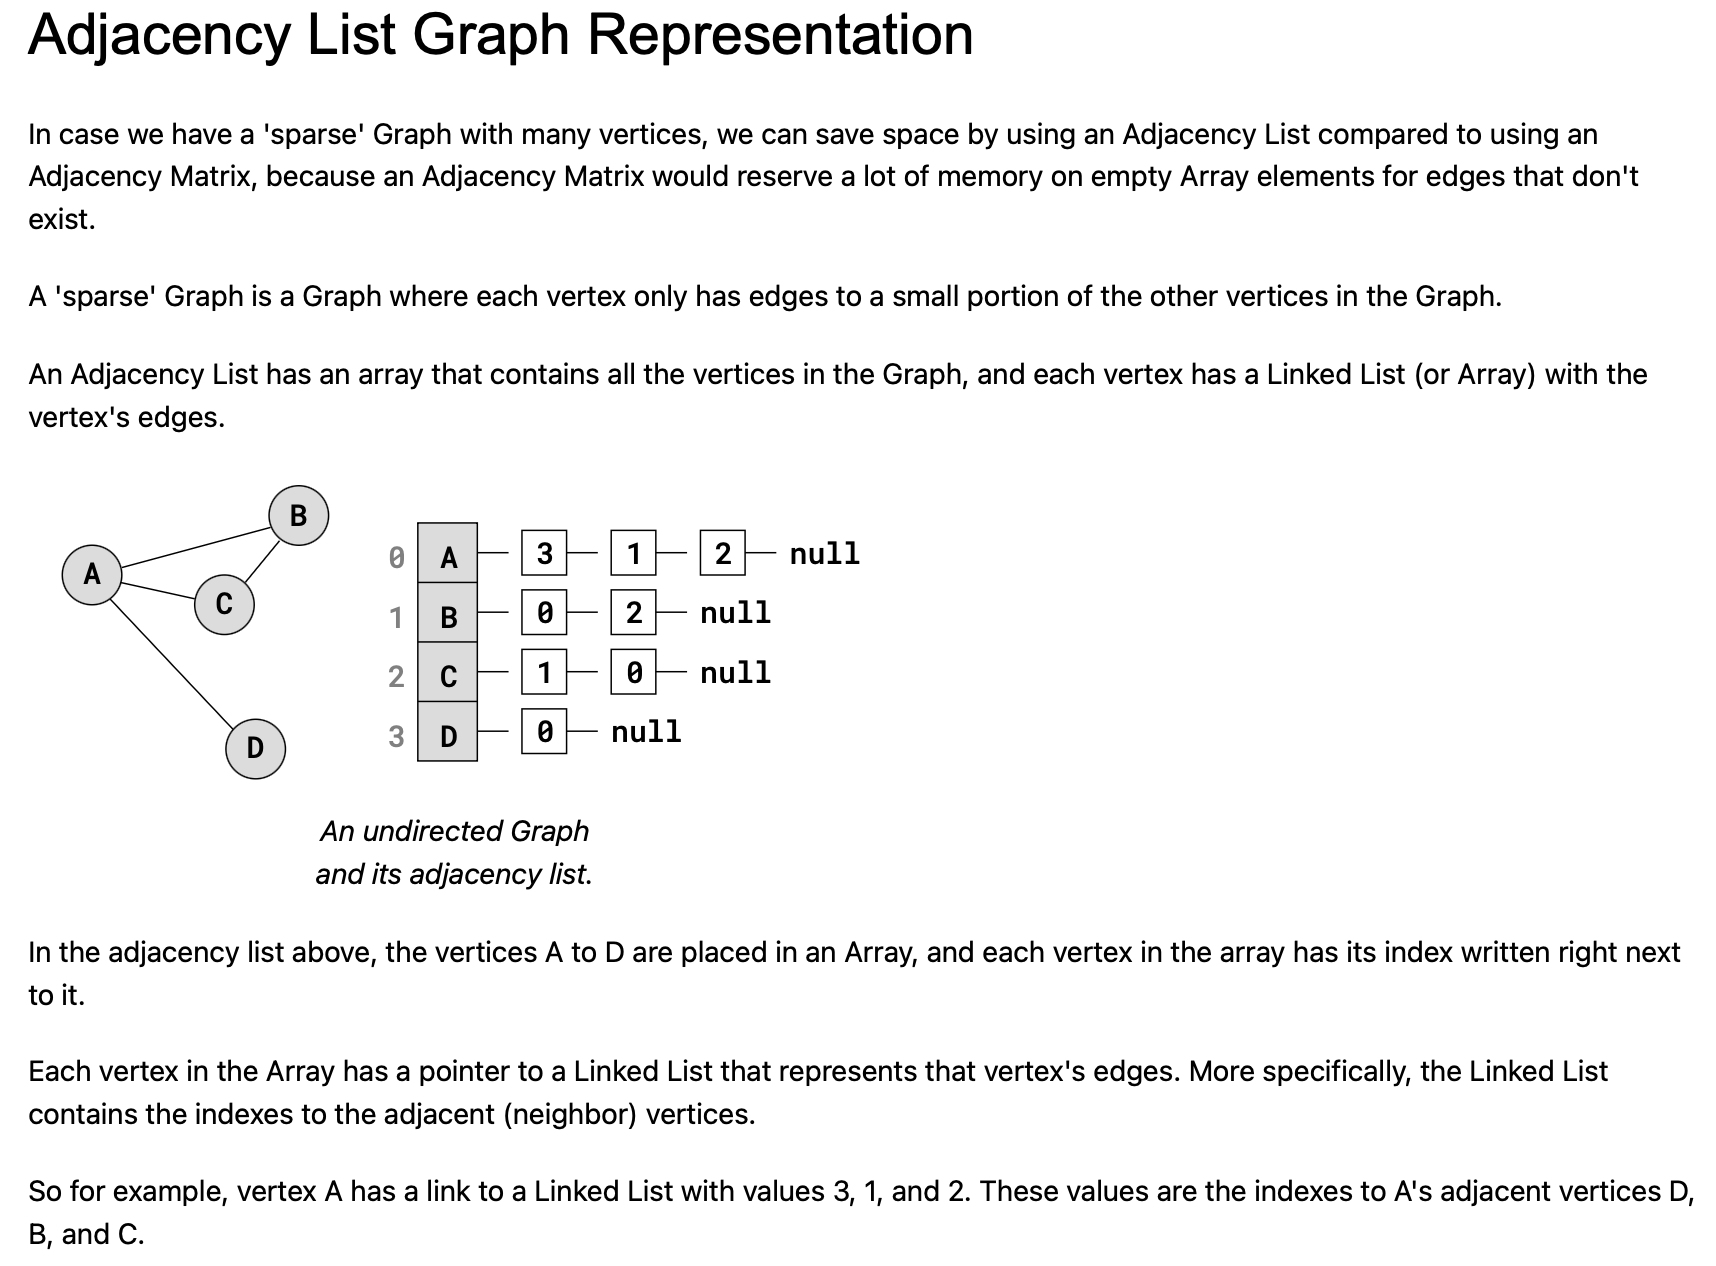 Adjacency List Graph Representation
In case we have a 'sparse' Graph with many vertices, we can save space by using an Adjacency List compared to using an
Adjacency Matrix, because an Adjacency Matrix would reserve a lot of memory on empty Array elements for edges that don't
exist.
A 'sparse' Graph is a Graph where each vertex only has edges to a small portion of the other vertices in the Graph.
An Adjacency List has an array that contains all the vertices in the Graph, and each vertex has a Linked List (or Array) with the
vertex's edges.
B
A
C
D
0 A 3 1 2 null
1 B 0 2 null
2 C 1 0 null
3 D 0 null
An undirected Graph
and its adjacency list.
In the adjacency list above, the vertices A to D are placed in an Array, and each vertex in the array has its index written right next
to it.
Each vertex in the Array has a pointer to a Linked List that represents that vertex's edges. More specifically, the Linked List
contains the indexes to the adjacent (neighbor) vertices.
So for example, vertex A has a link to a Linked List with values 3, 1, and 2. These values are the indexes to A's adjacent vertices D,
B, and C.